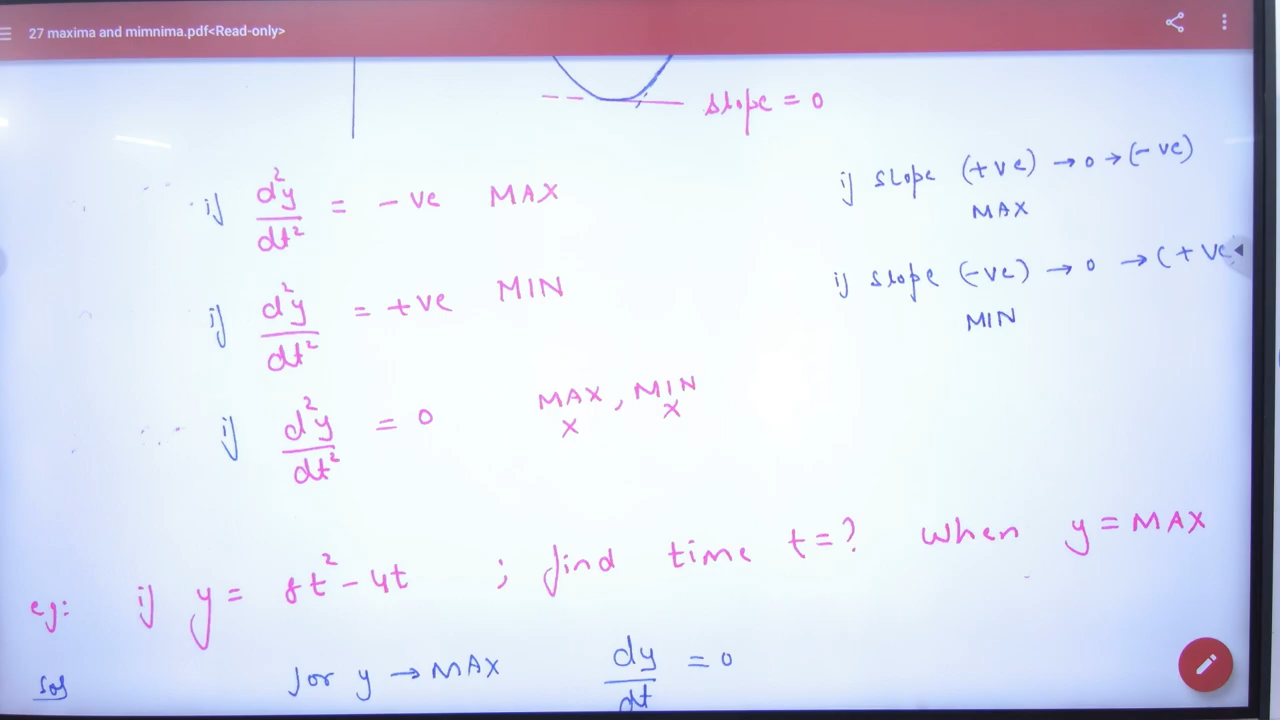 27 maxima and mimnima.pdf<Read-only>
slope = 0
if d²y/dt² = -ve MAX
if slope (+ve) → 0 → (-ve)
MAX
if d²y/dt² = +ve MIN
if slope (-ve) → 0 → (+ve
MIN
if d²y/dt² = 0 MAX, MIN
x x
eg: if y = 8t² - 4t ; find time t = ? when y = MAX
Sol for y → MAX dy/dt = 0